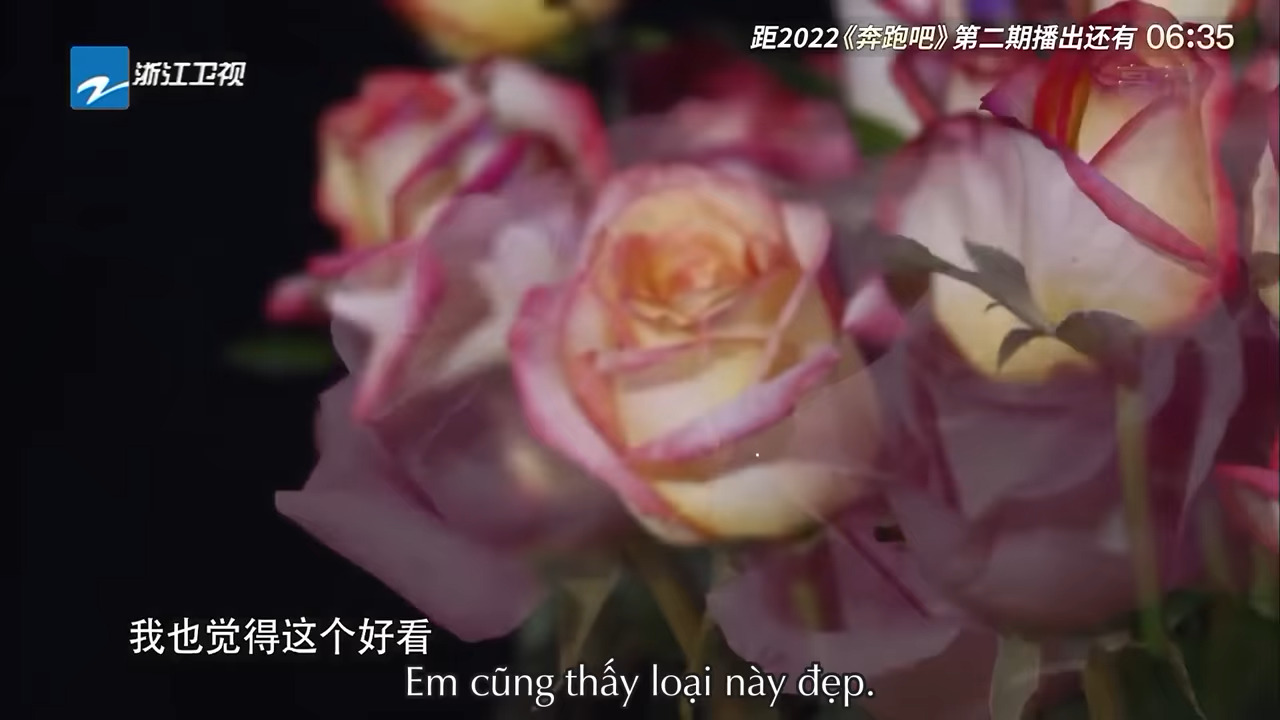 距2022《奔跑吧》第二期播出还有 06:35
浙江卫视
我也觉得这个好看
Em cũng thấy loại này đẹp.